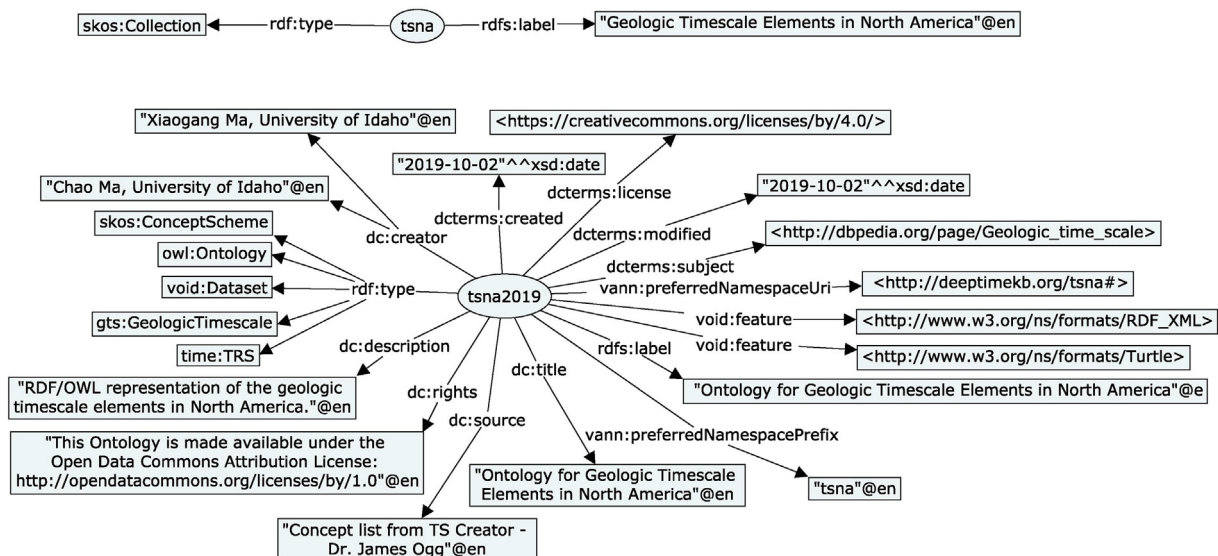 skos:Collection
rdf:type
tsna
rdfs:label
"Geologic Timescale Elements in North America"@en
"Xiaogang Ma, University of Idaho"@en
<https://creativecommons.org/licenses/by/4.0/>
"2019-10-02"^^xsd:date
dcterms:license
"Chao Ma, University of Idaho"@en
"2019-10-02"^^xsd:date
skos:ConceptScheme
dcterms:created
dc:creator
dcterms:modified
<http://dbpedia.org/page/Geologic_time_scale>
owl:Ontology
dcterms:subject
void:Dataset
rdf:type
tsna2019
vann:preferredNamespaceUri
<http://deeptimekb.org/tsna#>
gts:GeologicTimescale
void:feature
<http://www.w3.org/ns/formats/RDF_XML>
time:TRS
dc:description
rdfs:label
void:feature
<http://www.w3.org/ns/formats/Turtle>
dc:title
"RDF/OWL representation of the geologic
timescale elements in North America."@en
dc:rights
"Ontology for Geologic Timescale Elements in North America"@e
dc:source
vann:preferredNamespacePrefix
"This Ontology is made available under the
Open Data Commons Attribution License:
http://opendatacommons.org/licenses/by/1.0"@en
"Ontology for Geologic Timescale
Elements in North America"@en
"tsna"@en
"Concept list from TS Creator -
Dr. James Ogg"@en